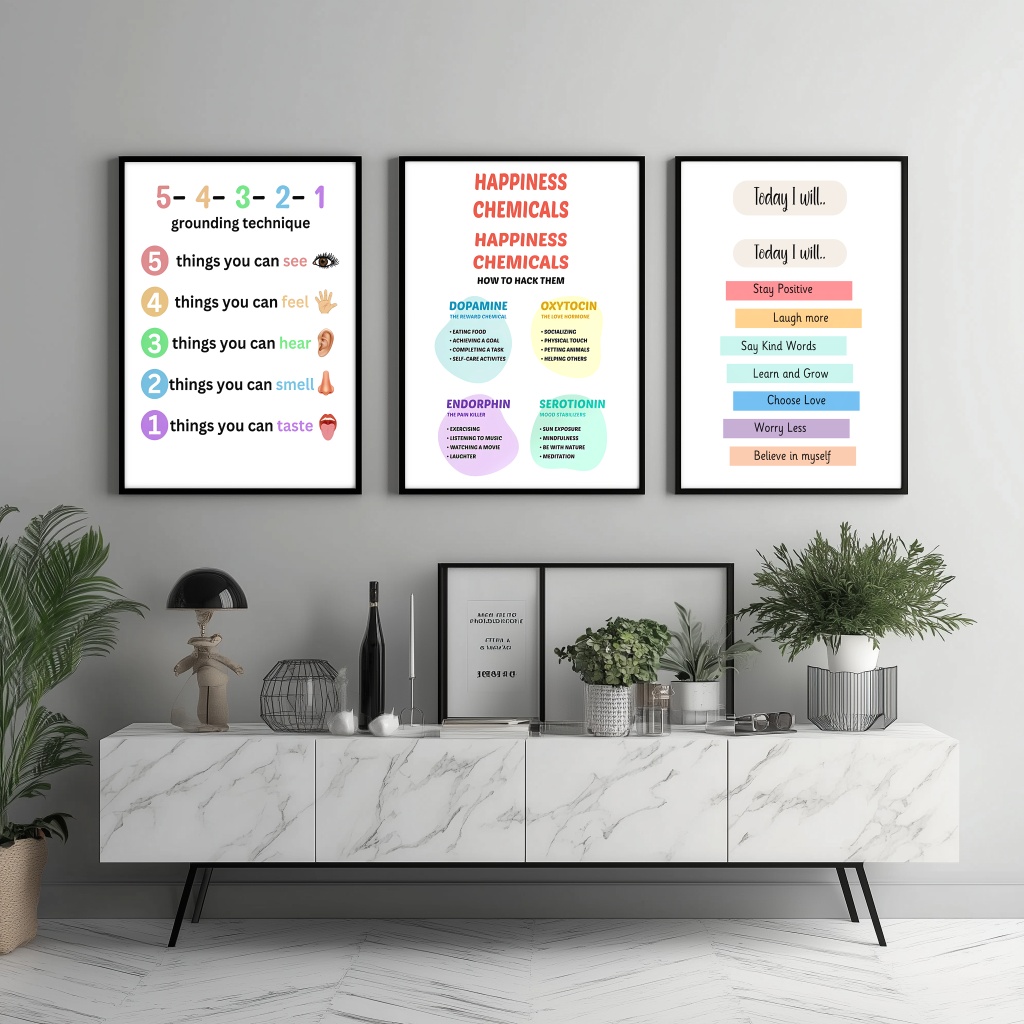 5- 4- 3- 2- 1
grounding technique
5 things you can see
4 things you can feel
3 things you can hear
2 things you can smell
1 things you can taste
HAPPINESS
CHEMICALS
HAPPINESS
CHEMICALS
HOW TO HACK THEM
DOPAMINE
THE REWARD CHEMICAL
• EATING FOOD
• ACHIEVING A GOAL
• COMPLETING A TASK
• SELF-CARE ACTIVITES
OXYTOCIN
THE LOVE HORMONE
• SOCIALIZING
• PHYSICAL TOUCH
• PETTING ANIMALS
• HELPING OTHERS
ENDORPHIN
THE PAIN KILLER
• EXERCISING
• LISTENING TO MUSIC
• WATCHING A MOVIE
• LAUGHTER
SEROTIONIN
MOOD STABILIZERS
• SUN EXPOSURE
• MINDFULNESS
• BE WITH NATURE
• MEDITATION
Today I will..
Today I will..
Stay Positive
Laugh more
Say Kind Words
Learn and Grow
Choose Love
Worry Less
Believe in myself